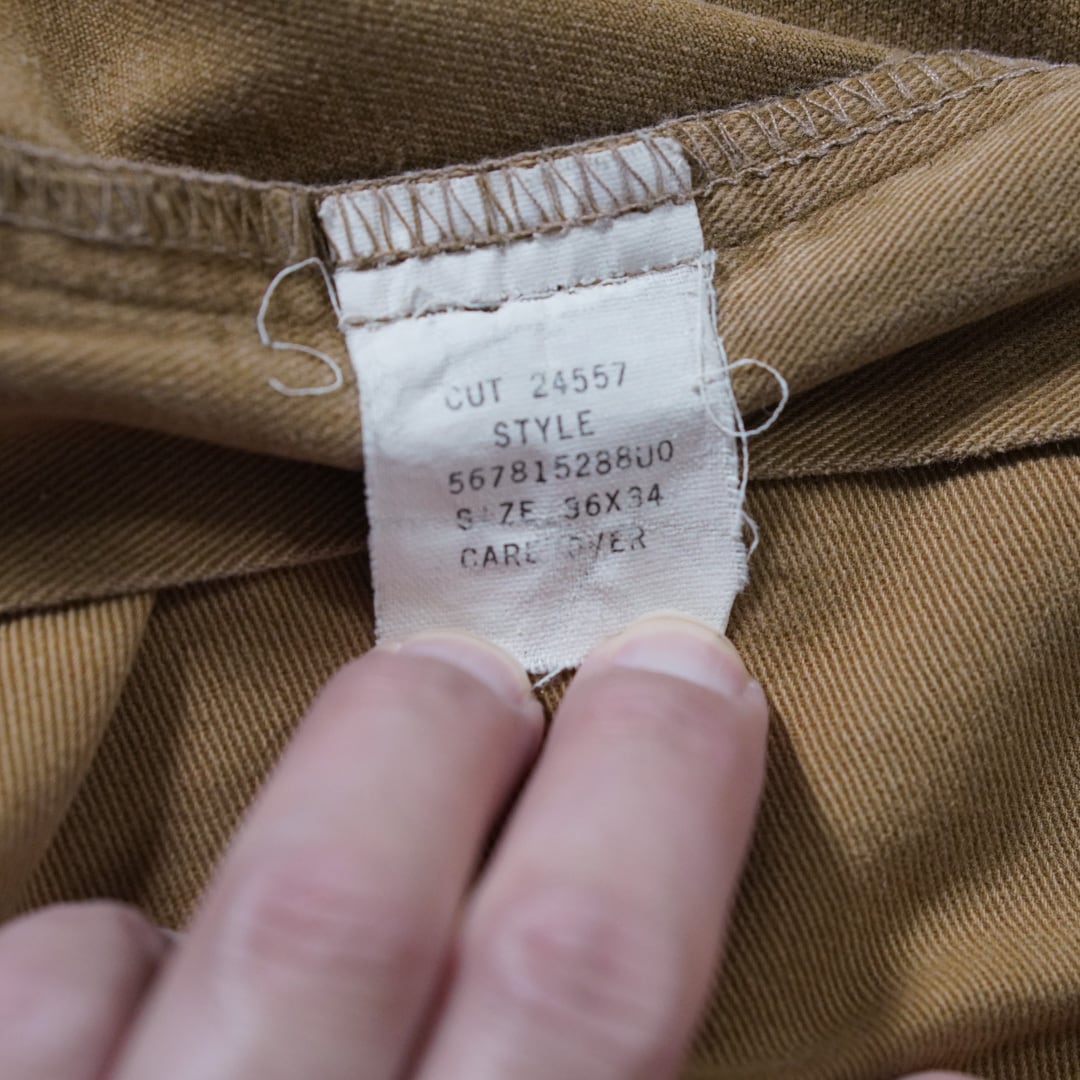 CUT 24557
STYLE
567815288U0
SIZE 36X34
CARE OVER